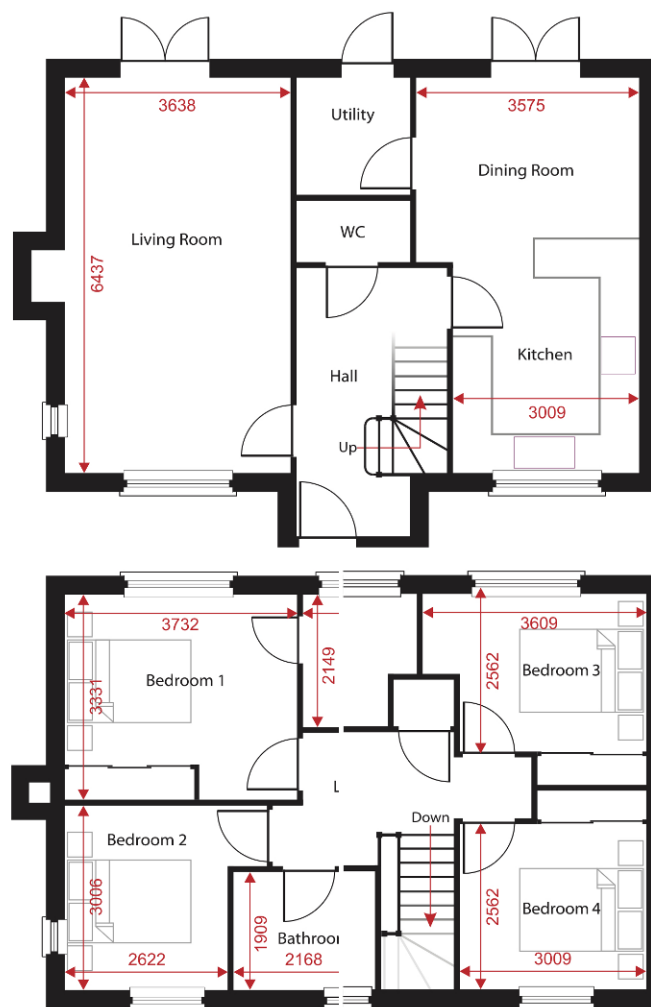 3638
3575
Utility
Dining Room
WC
Living Room
6437
Hall
Kitchen
3009
Up
3732
3609
2149
2562
Bedroom 1
Bedroom 3
3331
L
Down
Bedroom 2
3006
2562
Bedroom 4
1909
Bathroo
2622
2168
3009